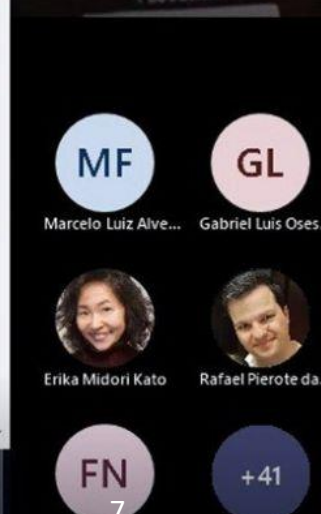 MF GL
Marcelo Luiz Alve... Gabriel Luis Oses.
Erika Midori Kato Rafael Pierote da.
FN +41
7